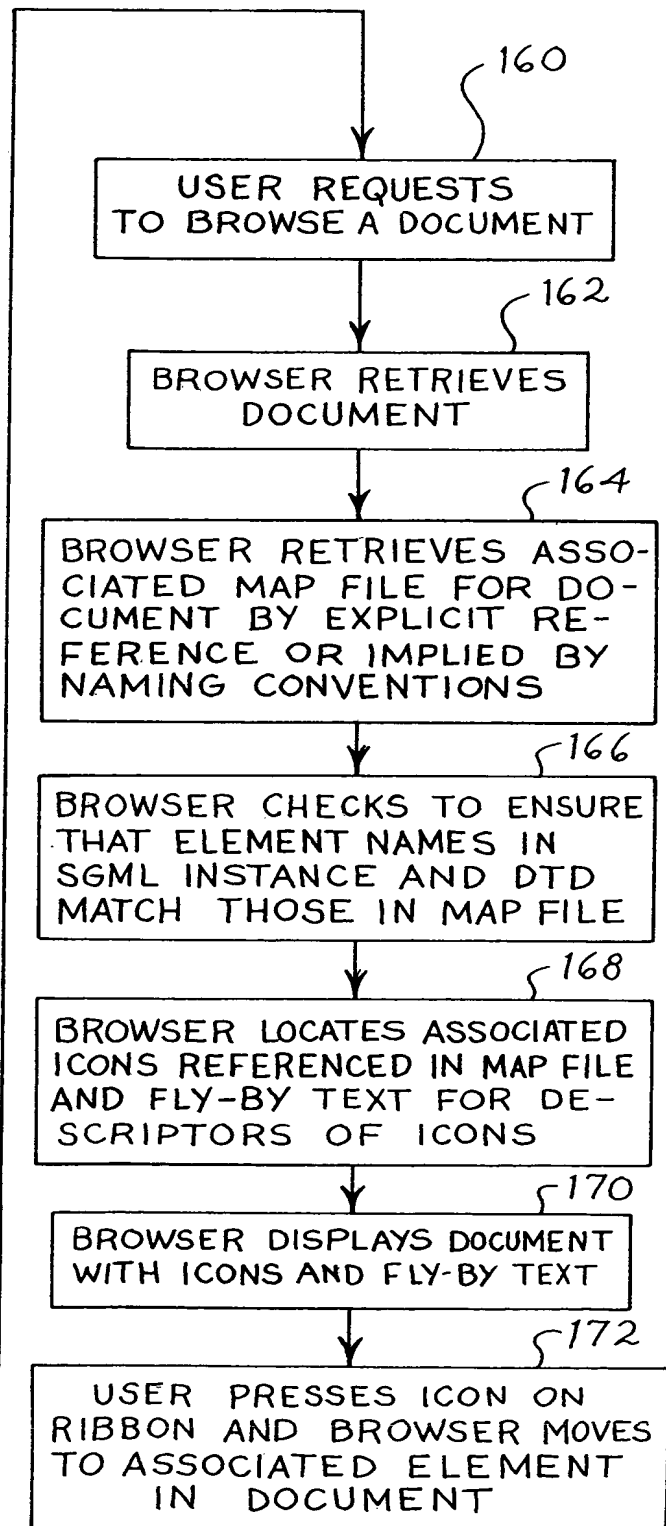 160
USER REQUESTS
TO BROWSE A DOCUMENT
162
BROWSER RETRIEVES
DOCUMENT
164
BROWSER RETRIEVES ASSO-
CIATED MAP FILE FOR DO-
CUMENT BY EXPLICIT RE-
FERENCE OR IMPLIED BY
NAMING CONVENTIONS
166
BROWSER CHECKS TO ENSURE
THAT ELEMENT NAMES IN
SGML INSTANCE AND DTD
MATCH THOSE IN MAP FILE
168
BROWSER LOCATES ASSOCIATED
ICONS REFERENCED IN MAP FILE
AND FLY-BY TEXT FOR DE-
SCRIPTORS OF ICONS
170
BROWSER DISPLAYS DOCUMENT
WITH ICONS AND FLY-BY TEXT
172
USER PRESSES ICON ON
RIBBON AND BROWSER MOVES
TO ASSOCIATED ELEMENT
IN DOCUMENT